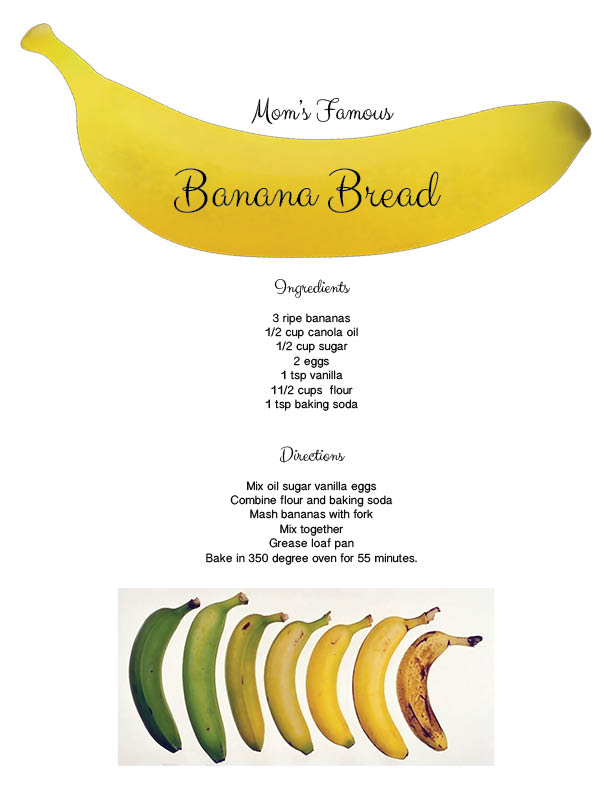 Mom's Famous
Banana Bread
Ingredients
3 ripe bananas
1/2 cup canola oil
1/2 cup sugar
2 eggs
1 tsp vanilla
11/2 cups  flour
1 tsp baking soda
Directions
Mix oil sugar vanilla eggs
Combine flour and baking soda
Mash bananas with fork
Mix together
Grease loaf pan
Bake in 350 degree oven for 55 minutes.